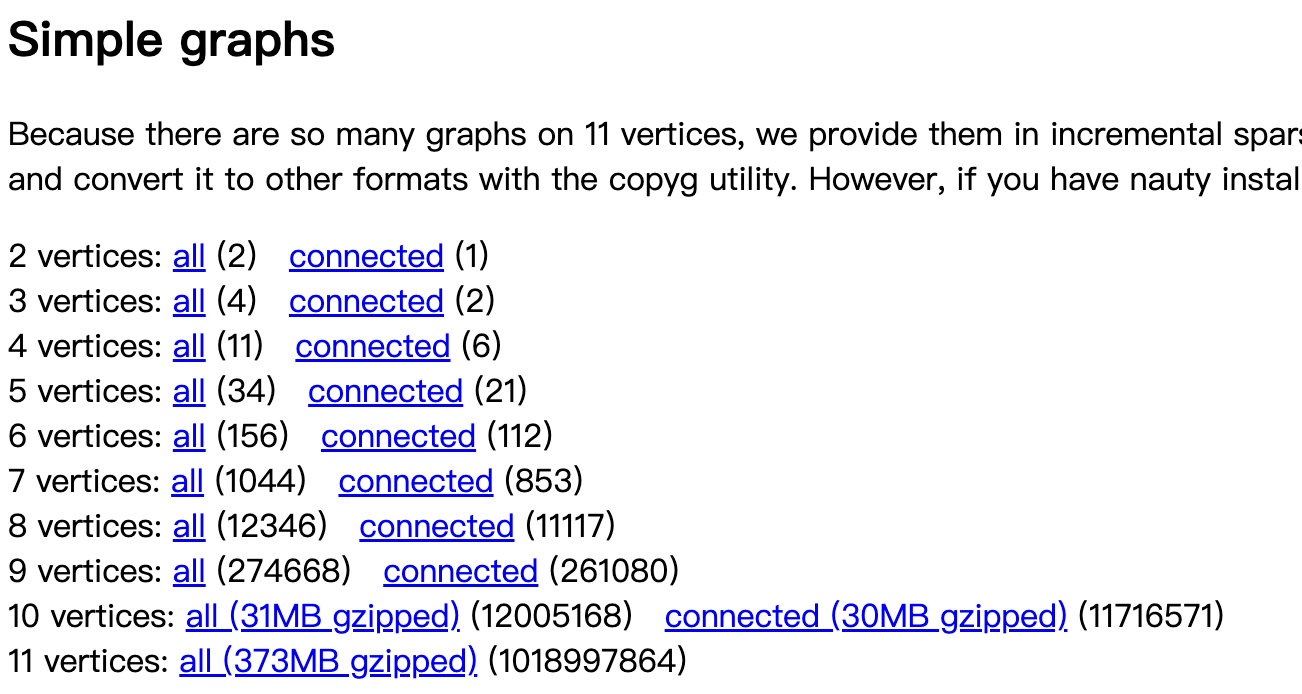 Simple graphs
Because there are so many graphs on 11 vertices, we provide them in incremental
and convert it to other formats with the copyg utility. However, if you have nauty
2 vertices: all (2) connected (1)
3 vertices: all (4) connected (2)
4 vertices: all (11) connected (6)
5 vertices: all (34) connected (21)
6 vertices: all (156) connected (112)
7 vertices: all (1044) connected (853)
8 vertices: all (12346) connected (11117)
9 vertices: all (274668) connected (261080)
10 vertices: all (31MB gzipped) (12005168) connected (30MB gzipped) (11716571)
11 vertices: all (373MB gzipped) (1018997864)